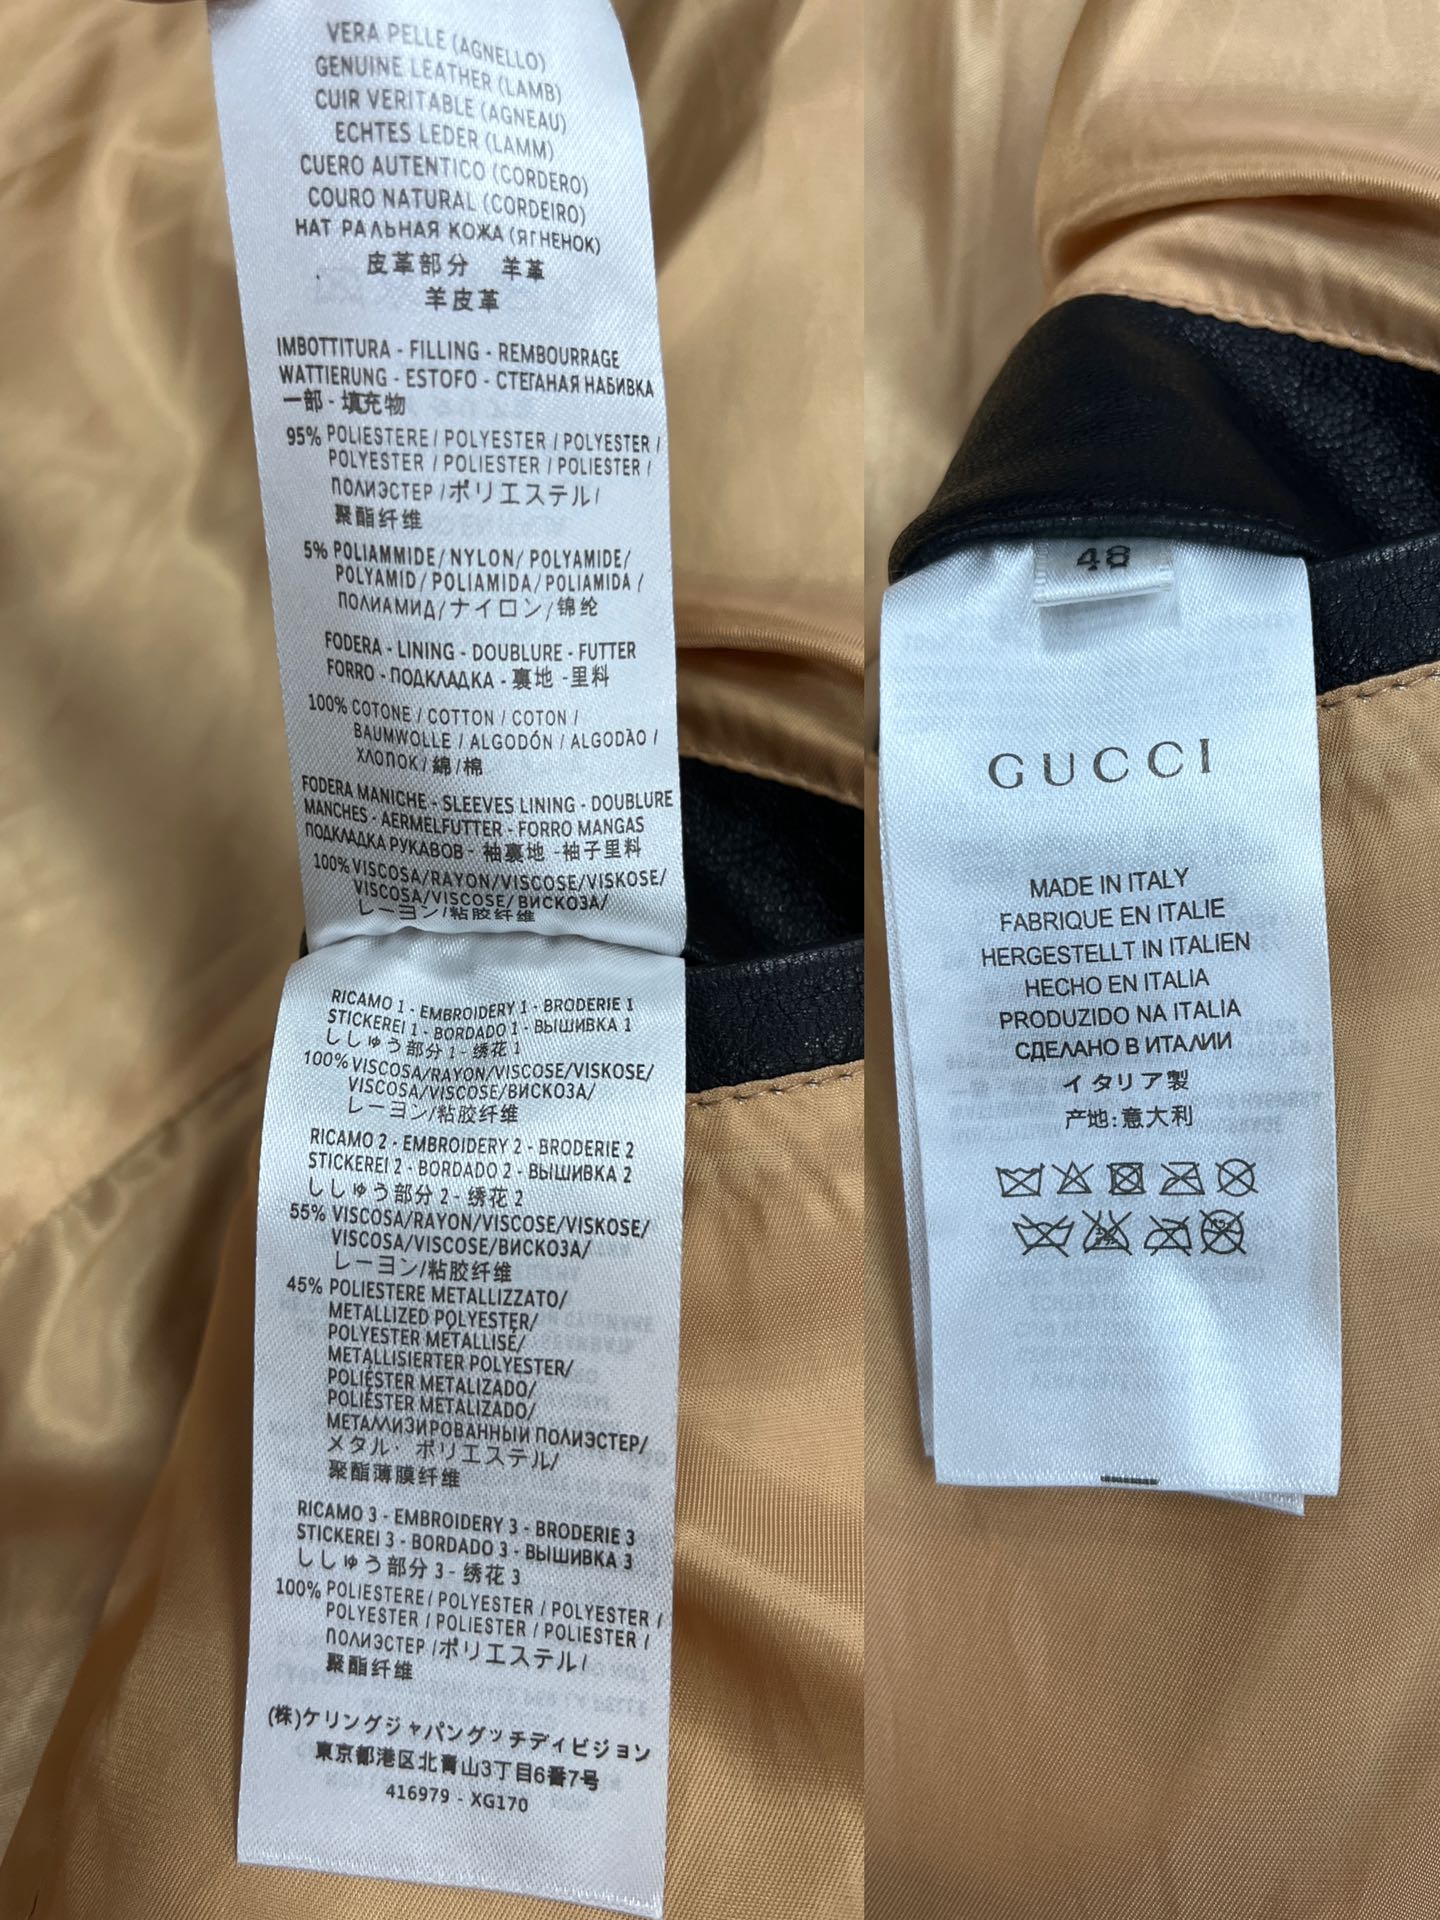 VERA PELLE (AGNELLO)
GENUINE LEATHER (LAMB)
CUIR VERITABLE (AGNEAU)
ECHTES LEDER (LAMM)
CUERO AUTENTICO (CORDERO)
COURO NATURAL (CORDEIRO)
НАТ РАЛЬНАЯ КОЖА (ЯГНЕНОК)
皮革部分 羊革
羊皮革
IMBOTTITURA - FILLING - REMBOURRAGE
WATTIERUNG - ESTOFO - СТЕГАНАЯ НАБИВКА
一部 - 填充物
95% POLIESTERE / POLYESTER / POLYESTER /
POLYESTER / POLIESTER / POLIESTER /
ПОЛИЭСТЕР /ポリエステル/
聚酯纤维
5% POLIAMMIDE/ NYLON/ POLYAMIDE/
POLYAMID/ POLIAMIDA/ POLIAMIDA /
ПОЛИАМИД/ナイロン/锦纶
FODERA - LINING - DOUBLURE - FUTTER
FORRO - ПОДКЛАДКА - 裏地 -里料
100% COTONE / COTTON / COTON /
BAUMWOLLE / ALGODÓN / ALGODÃO /
ХЛОПОК / 綿/棉
FODERA MANICHE - SLEEVES LINING - DOUBLURE
MANCHES - AERMELFUTTER - FORRO MANGAS
ПОДКЛАДКА РУКАВОВ - 袖裏地 -袖子里料
100% VISCOSA/RAYON/VISCOSE/VISKOSE/
VISCOSA/VISCOSE/ВИСКОЗА/
レーヨン/粘胶纤维
RICAMO 1 - EMBROIDERY 1 - BRODERIE 1
STICKEREI 1 - BORDADO 1 - ВЫШИВКА 1
ししゅう部分 1 - 绣花 1
100% VISCOSA/RAYON/VISCOSE/VISKOSE/
VISCOSA/VISCOSE/ВИСКОЗА/
レーヨン/粘胶纤维
RICAMO 2 - EMBROIDERY 2 - BRODERIE 2
STICKEREI 2 - BORDADO 2 - ВЫШИВКА 2
ししゅう部分 2 - 绣花 2
55% VISCOSA/RAYON/VISCOSE/VISKOSE/
VISCOSA/VISCOSE/ВИСКОЗА/
レーヨン/粘胶纤维
45% POLIESTERE METALLIZZATO/
METALLIZED POLYESTER/
POLYESTER MÉTALLISÉ/
METALLISIERTER POLYESTER/
POLIÉSTER METALIZADO/
POLIÉSTER METALIZADO/
МЕТАЛЛИЗИРОВАННЫЙ ПОЛИЭСТЕР/
メタル・ポリエステル/
聚酯薄膜纤维
RICAMO 3 - EMBROIDERY 3 - BRODERIE 3
STICKEREI 3 - BORDADO 3 - ВЫШИВКА 3
ししゅう部分 3 - 绣花 3
100% POLIESTERE / POLYESTER / POLYESTER /
POLYESTER / POLIESTER / POLIESTER /
ПОЛИЭСТЕР /ポリエステル/
聚酯纤维
(株)ケリングジャパングッチディビジョン
東京都港区北青山3丁目6番7号
416979 - XG170
48
GUCCI
MADE IN ITALY
FABRIQUE EN ITALIE
HERGESTELLT IN ITALIEN
HECHO EN ITALIA
PRODUZIDO NA ITALIA
СДЕЛАНО В ИТАЛИИ
イタリア製
产地:意大利